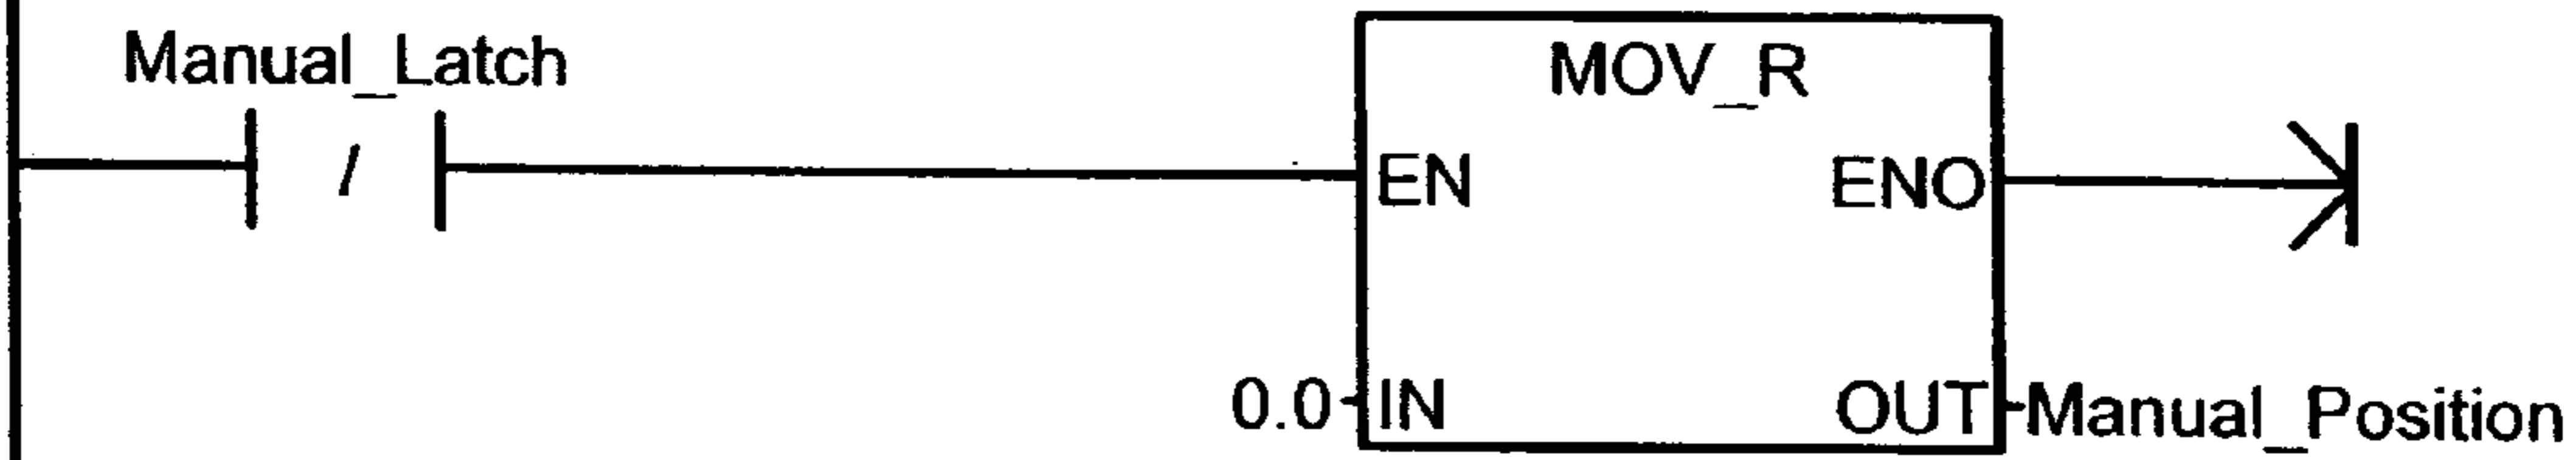 Manual_Latch
MOV_R
/
EN
ENO
0.0
IN
OUT
Manual_Position